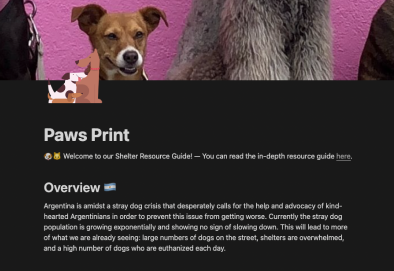 Paws Print
🐶🐱 Welcome to our Shelter Resource Guide! — You can read the in-depth resource guide here.
Overview 🇦🇷
Argentina is amidst a stray dog crisis that desperately calls for the help and advocacy of kind-
hearted Argentinians in order to prevent this issue from getting worse. Currently the stray dog
population is growing exponentially and showing no sign of slowing down. This will lead to more
of what we are already seeing: large numbers of dogs on the street, shelters are overwhelmed,
and a high number of dogs who are euthanized each day.